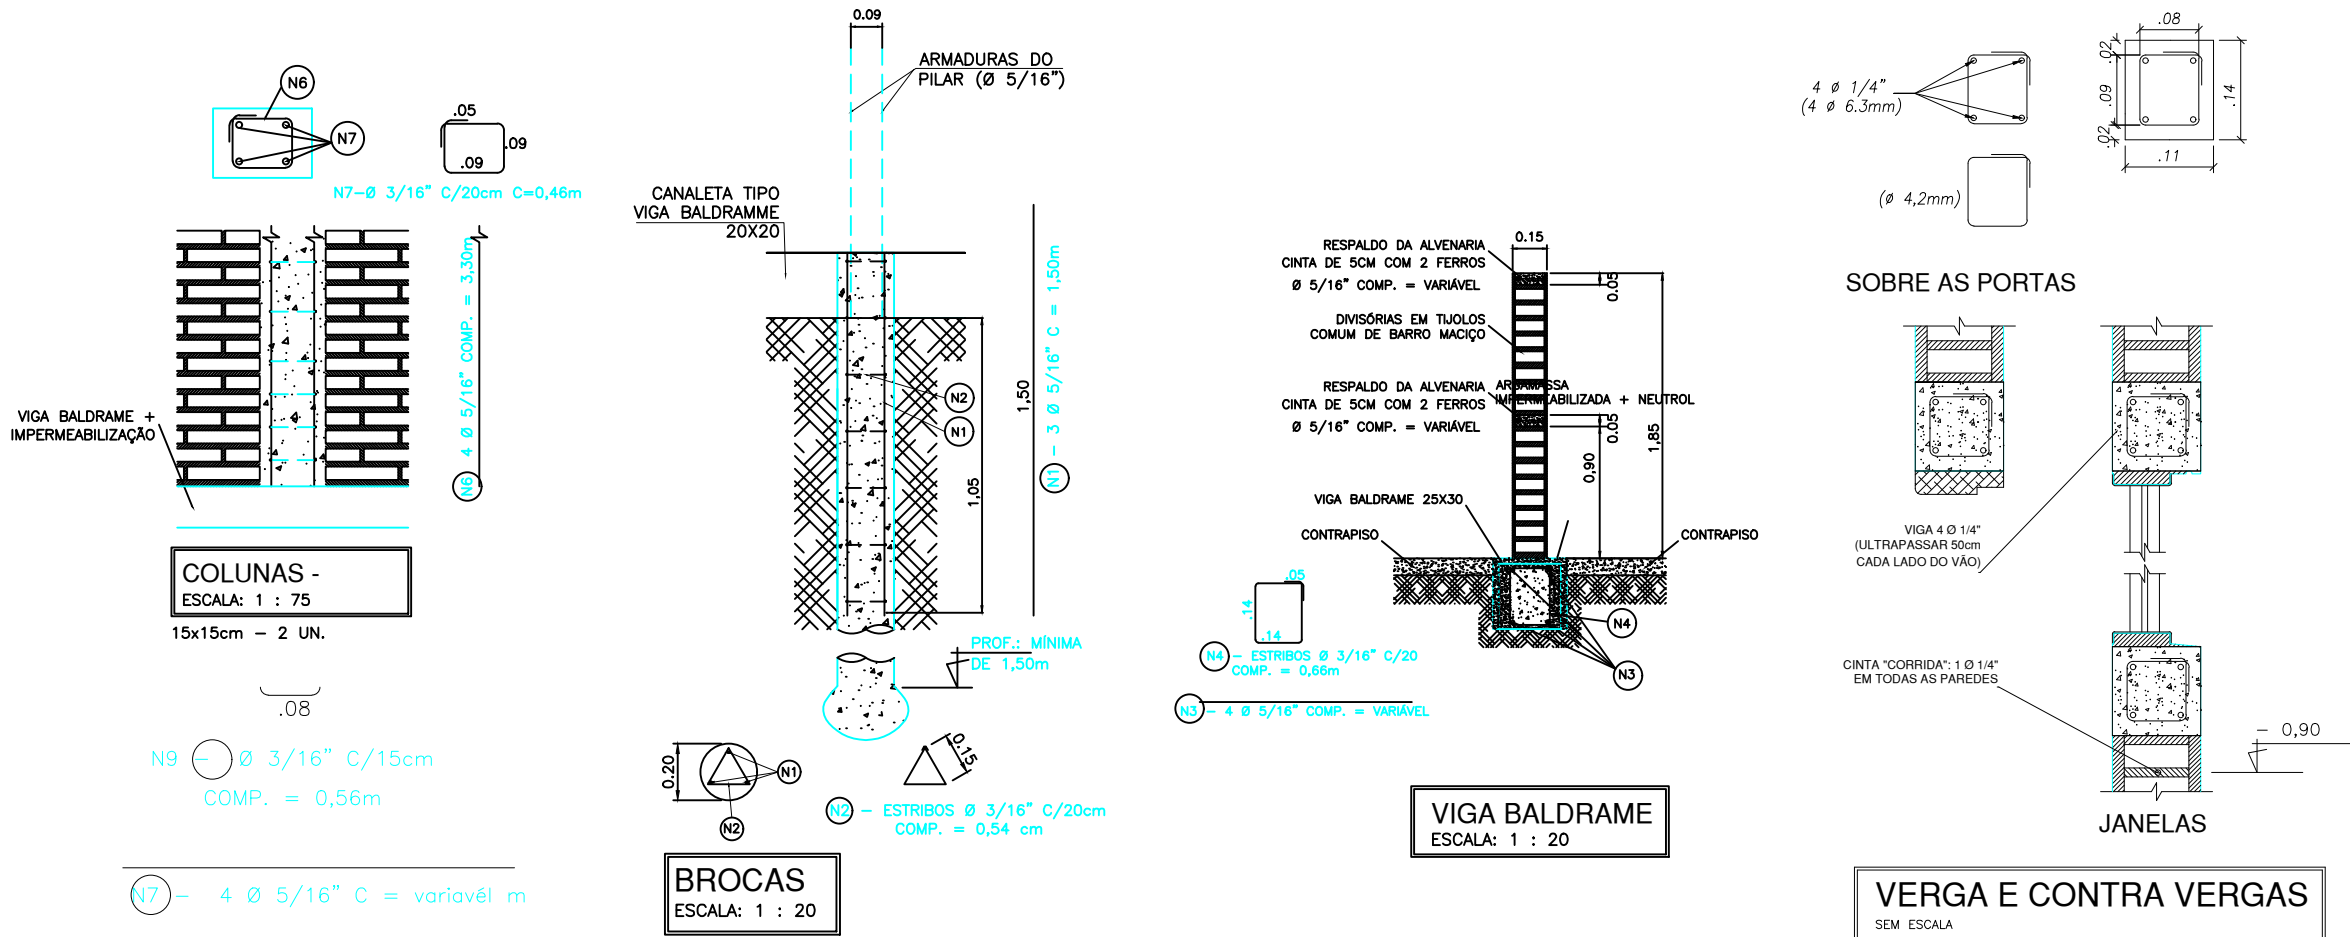 N6
N7
.05
.09
.09
N7-Ø 3/16" C/20cm C=0,46m
N6 4 Ø 5/16" COMP. = 3,30m
VIGA BALDRAME +
IMPERMEABILIZAÇÃO
COLUNAS -
ESCALA: 1 : 75
15x15cm - 2 UN.
.08
N9 - Ø 3/16" C/15cm
COMP. = 0,56m
N7 - 4 Ø 5/16" C = variavél m
0.09
ARMADURAS DO
PILAR (Ø 5/16")
CANALETA TIPO
VIGA BALDRAMME
20X20
N2
N1
1,05
1,50
N1 - 3 Ø 5/16" C = 1,50m
PROF.: MÍNIMA
DE 1,50m
0.20
N1
N2
0.15
N2 - ESTRIBOS Ø 3/16" C/20cm
COMP. = 0,54 cm
BROCAS
ESCALA: 1 : 20
0.15
RESPALDO DA ALVENARIA
CINTA DE 5CM COM 2 FERROS
Ø 5/16" COMP. = VARIÁVEL
0.05
DIVISÓRIAS EM TIJOLOS
COMUM DE BARRO MACIÇO
RESPALDO DA ALVENARIA
CINTA DE 5CM COM 2 FERROS
Ø 5/16" COMP. = VARIÁVEL
ARGAMASSA
IMPERMEABILIZADA + NEUTROL
0.05
0,90
1,85
VIGA BALDRAME 25X30
CONTRAPISO
CONTRAPISO
.05
.14
.14
N4 - ESTRIBOS Ø 3/16" C/20
COMP. = 0,66m
N4
N3
N3 - 4 Ø 5/16" COMP. = VARIÁVEL
VIGA BALDRAME
ESCALA: 1 : 20
4 ø 1/4"
(4 ø 6.3mm)
.08
.02
.09
.02
.14
.11
(ø 4,2mm)
SOBRE AS PORTAS
VIGA 4 Ø 1/4"
(ULTRAPASSAR 50cm
CADA LADO DO VÃO)
CINTA "CORRIDA": 1 Ø 1/4"
EM TODAS AS PAREDES
- 0,90
JANELAS
VERGA E CONTRA VERGAS
SEM ESCALA